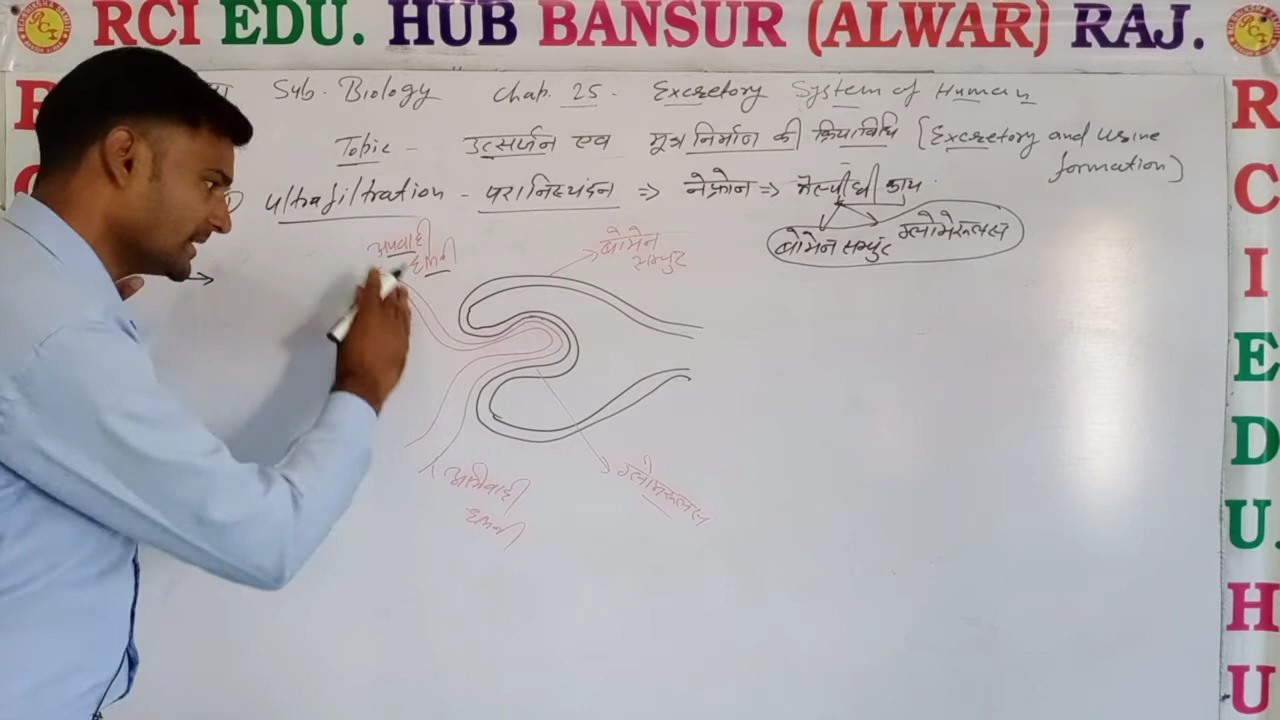 RCI EDU. HUB BANSUR (ALWAR) RAJ.
Sub. Biology Chap. 25. Excretory System of Human
Topic - उत्सर्जन एव मूत्र निर्माण की क्रियाविधि [Excretory and urine formation]
Ultrafiltration - परानिस्यंदन ⇒ नेफ्रोन ⇒ मेल्पीघी काय.
बोमेन सम्पुट ग्लोमेरूलस
अपवाही धमनी
बोमेन सम्पुट
अभिवाही धमनी
ग्लोमेरूलस
R
C
I
E
D
U.
H
U